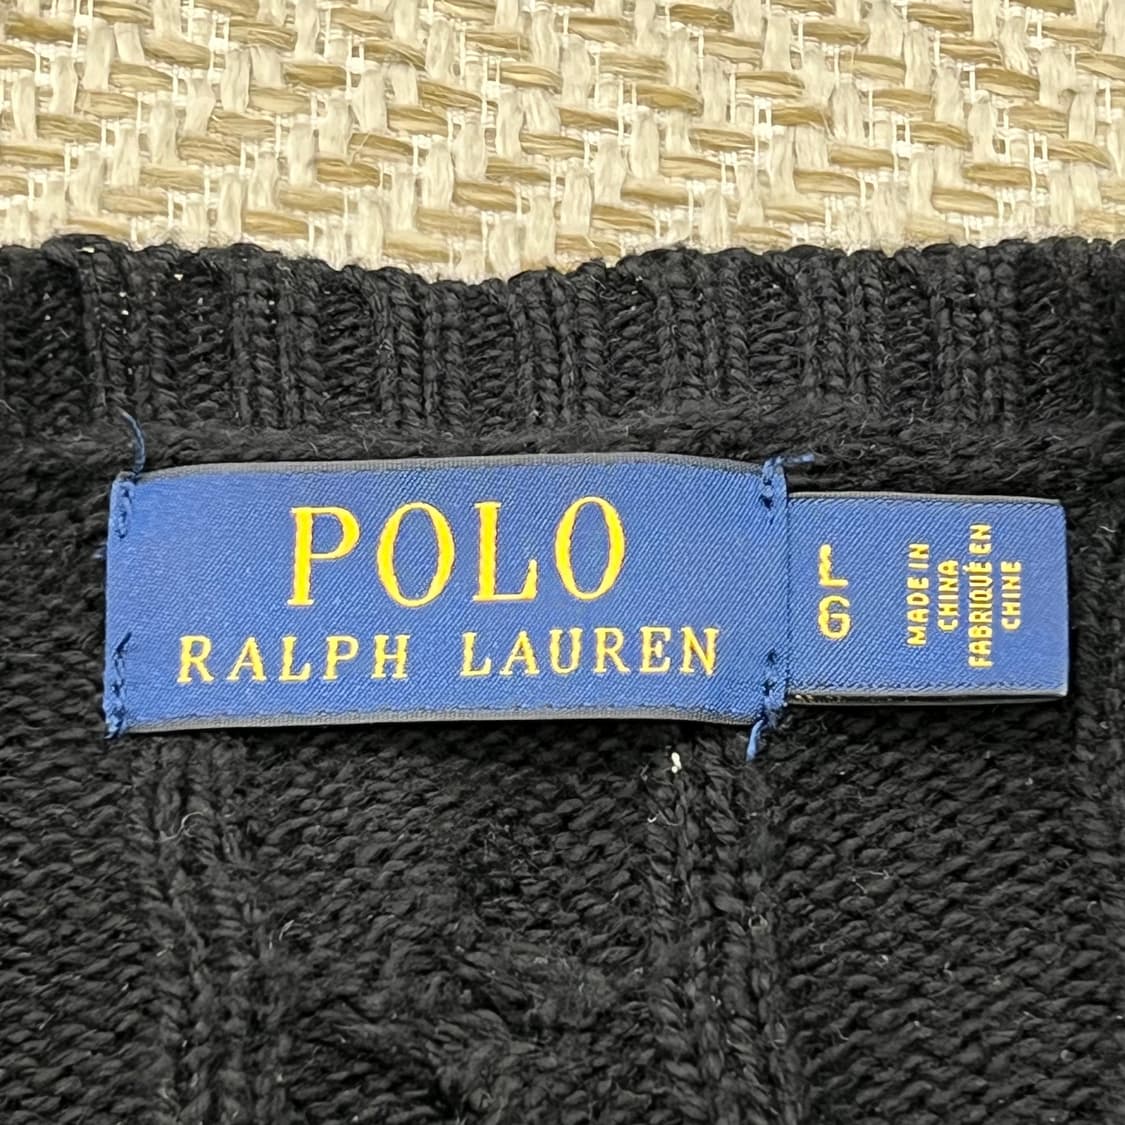 POLO
RALPH LAUREN
L
G
MADE IN
CHINA
FABRIQUÉ EN
CHINE